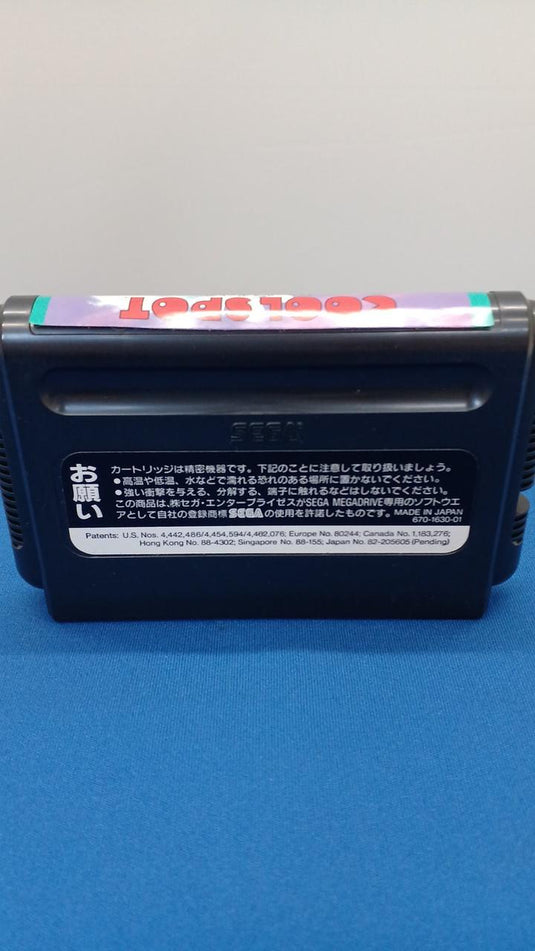 COOL SPOT
SEGA
お願い
カートリッジは精密機器です。下記のことに注意して取り扱いましょう。
●高温や低温、水などで濡れる恐れのある場所に置かないでください。
●強い衝撃を与える、分解する、端子に触れるなどはしないでください。
この商品は、㈱セガ・エンタープライゼスがSEGA MEGADRIVE専用のソフトウエ
アとして自社の登録商標SEGAの使用を許諾したものです。 MADE IN JAPAN
670-1630-01
Patents: U.S. Nos. 4,442,486/4,454,594/4,462,076; Europe No. 80244; Canada No. 1,183,276;
Hong Kong No. 88-4302; Singapore No. 88-155; Japan No. 82-205605 (Pending)